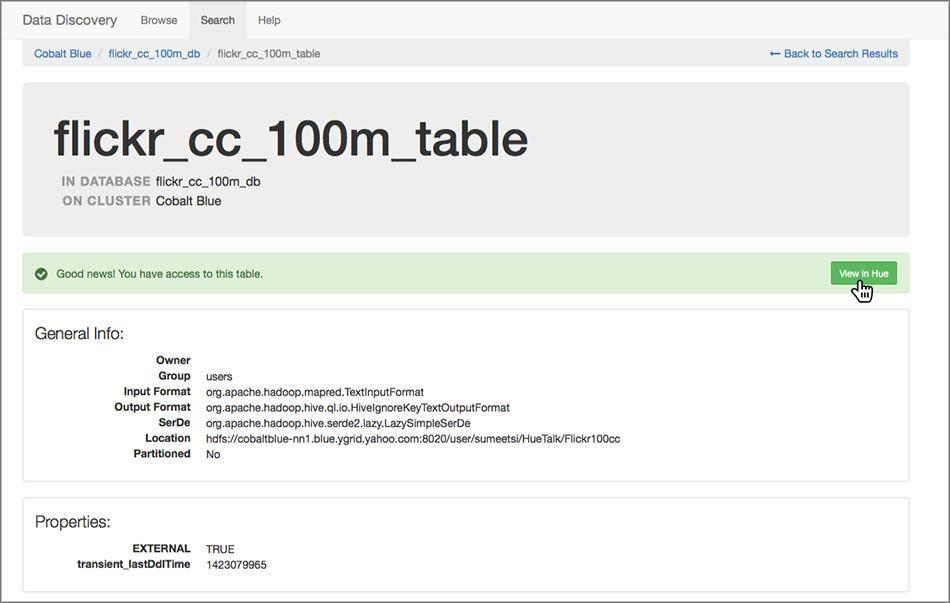 Data Discovery Browse Search Help
Cobalt Blue / flickr_cc_100m_db / flickr_cc_100m_table ← Back to Search Results
flickr_cc_100m_table
IN DATABASE flickr_cc_100m_db
ON CLUSTER Cobalt Blue
Good news! You have access to this table. View in Hue
General Info:
Owner
Group users
Input Format org.apache.hadoop.mapred.TextInputFormat
Output Format org.apache.hadoop.hive.ql.io.HiveIgnoreKeyTextOutputFormat
SerDe org.apache.hadoop.hive.serde2.lazy.LazySimpleSerDe
Location hdfs://cobaltblue-nn1.blue.ygrid.yahoo.com:8020/user/sumeetsi/HueTalk/Flickr100cc
Partitioned No
Properties:
EXTERNAL TRUE
transient_lastDdlTime 1423079965